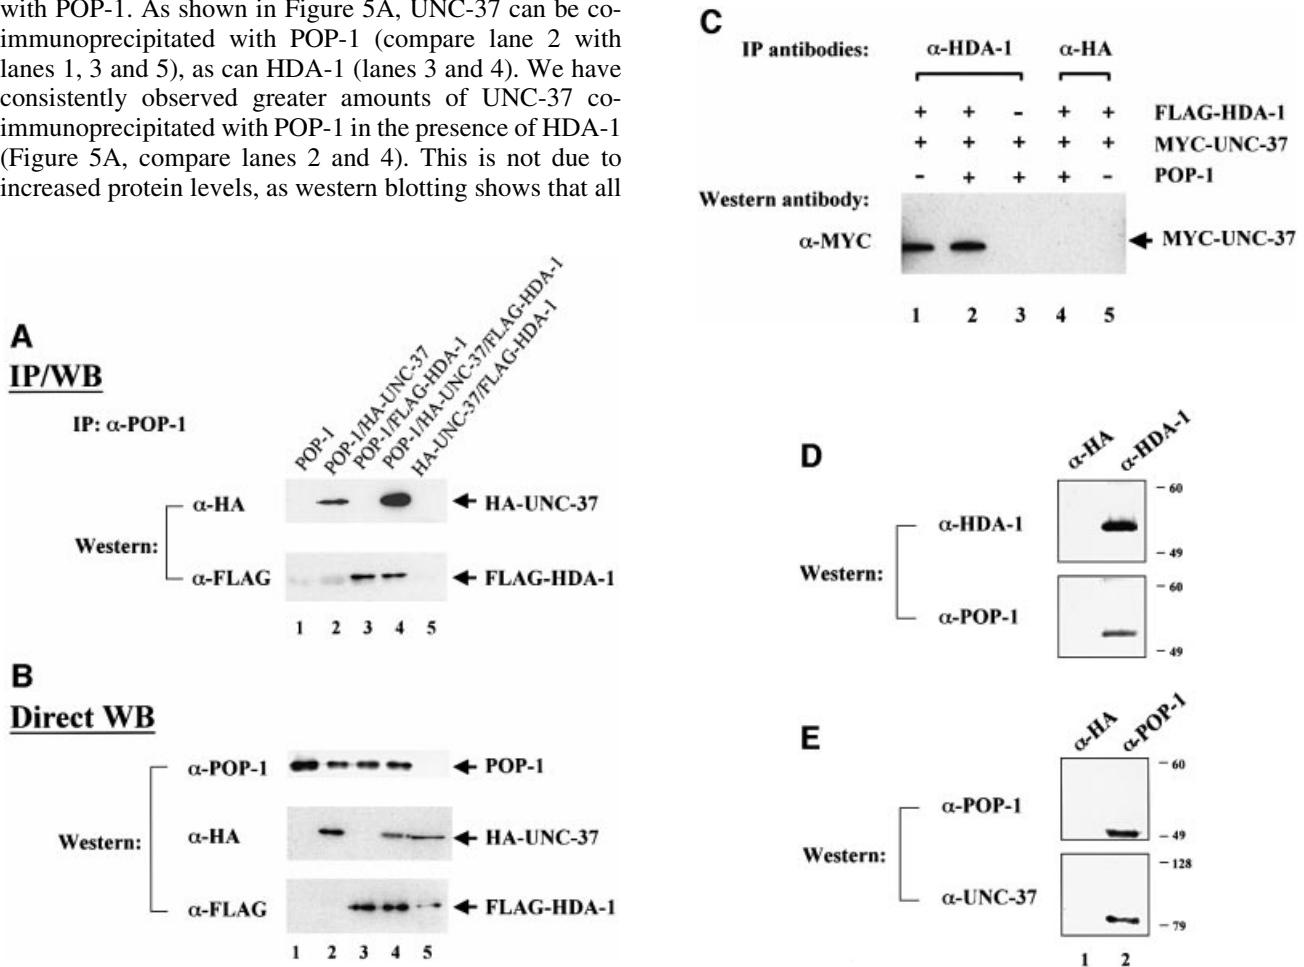 with POP-1. As shown in Figure 5A, UNC-37 can be co-
immunoprecipitated with POP-1 (compare lane 2 with
lanes 1, 3 and 5), as can HDA-1 (lanes 3 and 4). We have
consistently observed greater amounts of UNC-37 co-
immunoprecipitated with POP-1 in the presence of HDA-1
(Figure 5A, compare lanes 2 and 4). This is not due to
increased protein levels, as western blotting shows that all
A
IP/WB
IP: α-POP-1
POP-1
POP-1/HA-UNC-37
POP-1/FLAG-HDA-1
POP-1/HA-UNC-37/FLAG-HDA-1
HA-UNC-37/FLAG-HDA-1
α-HA
HA-UNC-37
Western:
α-FLAG
FLAG-HDA-1
1 2 3 4 5
B
Direct WB
α-POP-1
POP-1
Western:
α-HA
HA-UNC-37
α-FLAG
FLAG-HDA-1
1 2 3 4 5
C
IP antibodies: α-HDA-1 α-HA
+ + - + + FLAG-HDA-1
+ + + + + MYC-UNC-37
- + + + - POP-1
Western antibody:
α-MYC
MYC-UNC-37
1 2 3 4 5
D
α-HA α-HDA-1
α-HDA-1
- 60
- 49
Western:
α-POP-1
- 60
- 49
E
α-HA α-POP-1
α-POP-1
- 60
- 49
Western:
α-UNC-37
- 128
- 79
1 2